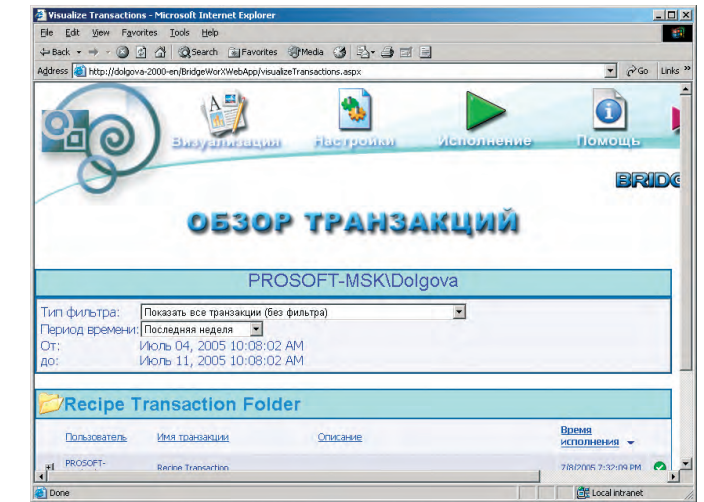 Visualize Transactions - Microsoft Internet Explorer
File Edit View Favorites Tools Help
Back Search Favorites Media
Address http://dolgova-2000-en/BridgeWorXWebApp/visualizeTransactions.aspx Go Links »
Визуализация Настройки Исполнение Помощь
BRIDG
ОБЗОР ТРАНЗАКЦИЙ
PROSOFT-MSK\Dolgova
Тип фильтра: Показать все транзакции (без фильтра)
Период времени: Последняя неделя
От: Июль 04, 2005 10:08:02 AM
до: Июль 11, 2005 10:08:02 AM
Recipe Transaction Folder
Пользователь Имя транзакции Описание Время исполнения
PROSOFT- Recipe Transaction 7/8/2005 7:32:09 PM
Done Local intranet